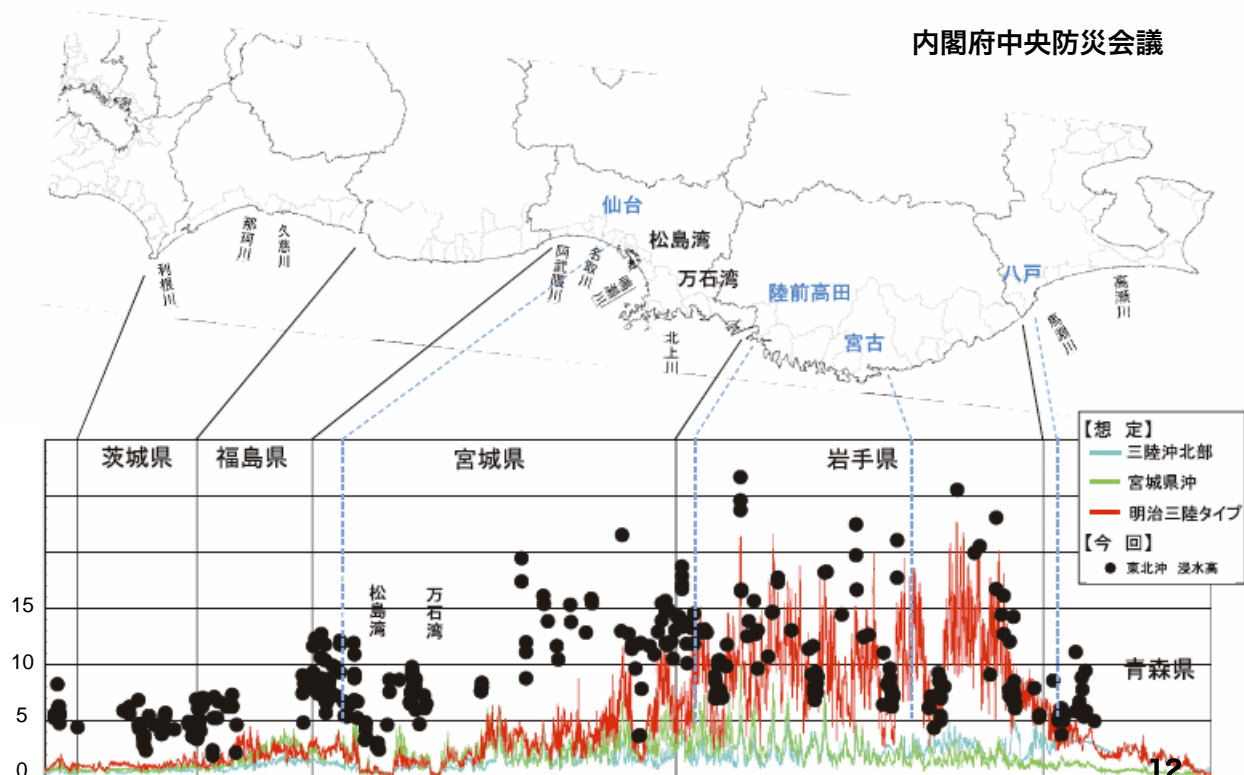 内閣府中央防災会議
仙台
松島湾
万石湾
陸前高田
宮古
八戸
利根川
那珂川
久慈川
阿武隈川
名取川
北上川
馬淵川
高瀬川
茨城県
福島県
宮城県
岩手県
青森県
松島湾
万石湾
【想 定】
三陸沖北部
宮城県沖
明治三陸タイプ
【今 回】
東北沖 浸水高
15
10
5
0
12